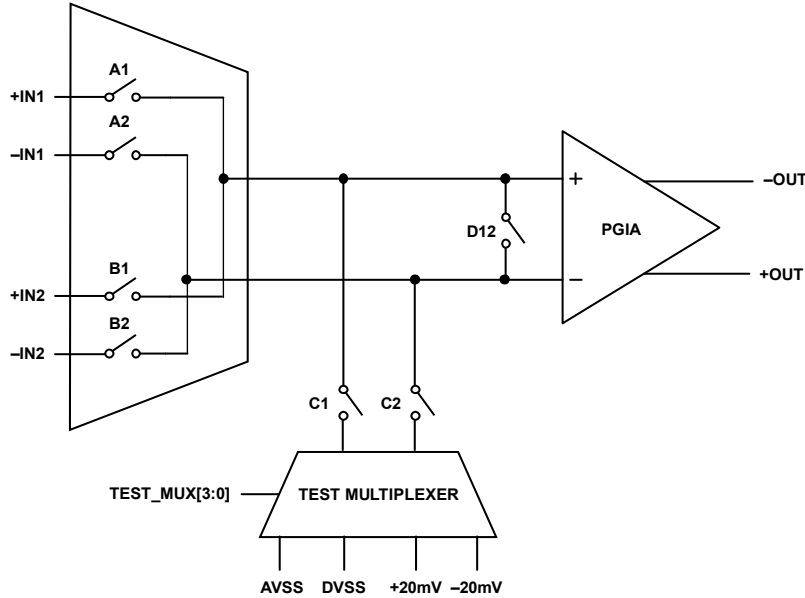 A1
+IN1
A2
–IN1
D12
+
PGIA
–
–OUT
+OUT
B1
+IN2
B2
–IN2
C1
C2
TEST_MUX[3:0]
TEST MULTIPLEXER
AVSS DVSS +20mV –20mV